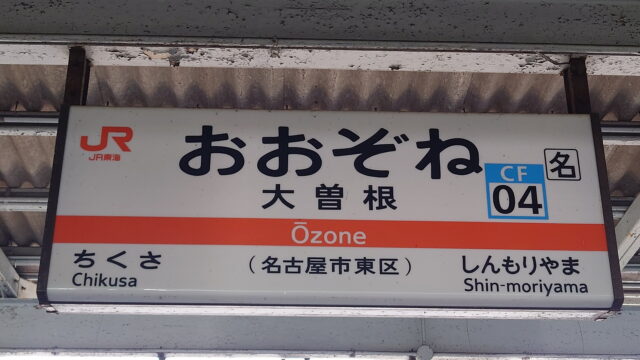 JR
JR東海
おおぞね
大曽根
CF
04
名
Ōzone
ちくさ
Chikusa
(名古屋市東区)
しんもりやま
Shin-moriyama